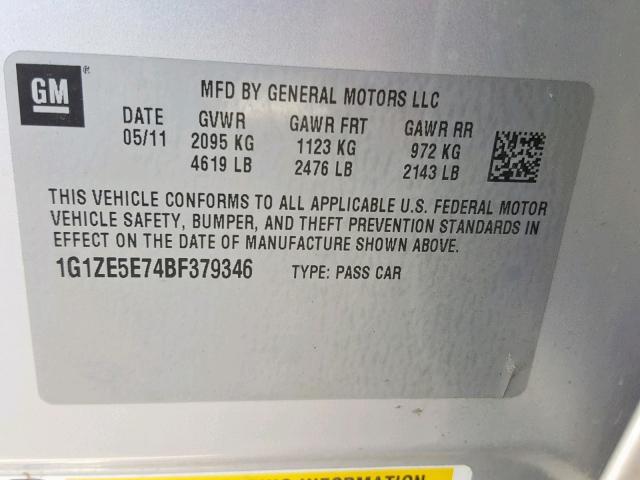 GM®
MFD BY GENERAL MOTORS LLC
DATE GVWR GAWR FRT GAWR RR
05/11 2095 KG 1123 KG 972 KG
4619 LB 2476 LB 2143 LB
THIS VEHICLE CONFORMS TO ALL APPLICABLE U.S. FEDERAL MOTOR
VEHICLE SAFETY, BUMPER, AND THEFT PREVENTION STANDARDS IN
EFFECT ON THE DATE OF MANUFACTURE SHOWN ABOVE.
1G1ZE5E74BF379346 TYPE: PASS CAR
INFORMATION